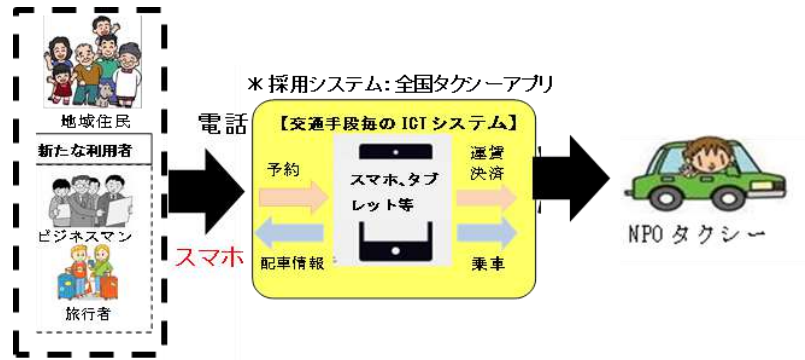 地域住民
新たな利用者
ビジネスマン
旅行者
電話
スマホ
＊採用システム：全国タクシーアプリ
【交通手段毎のICTシステム】
予約
配車情報
スマホ、タブ
レット等
運賃
決済
乗車
NPOタクシー